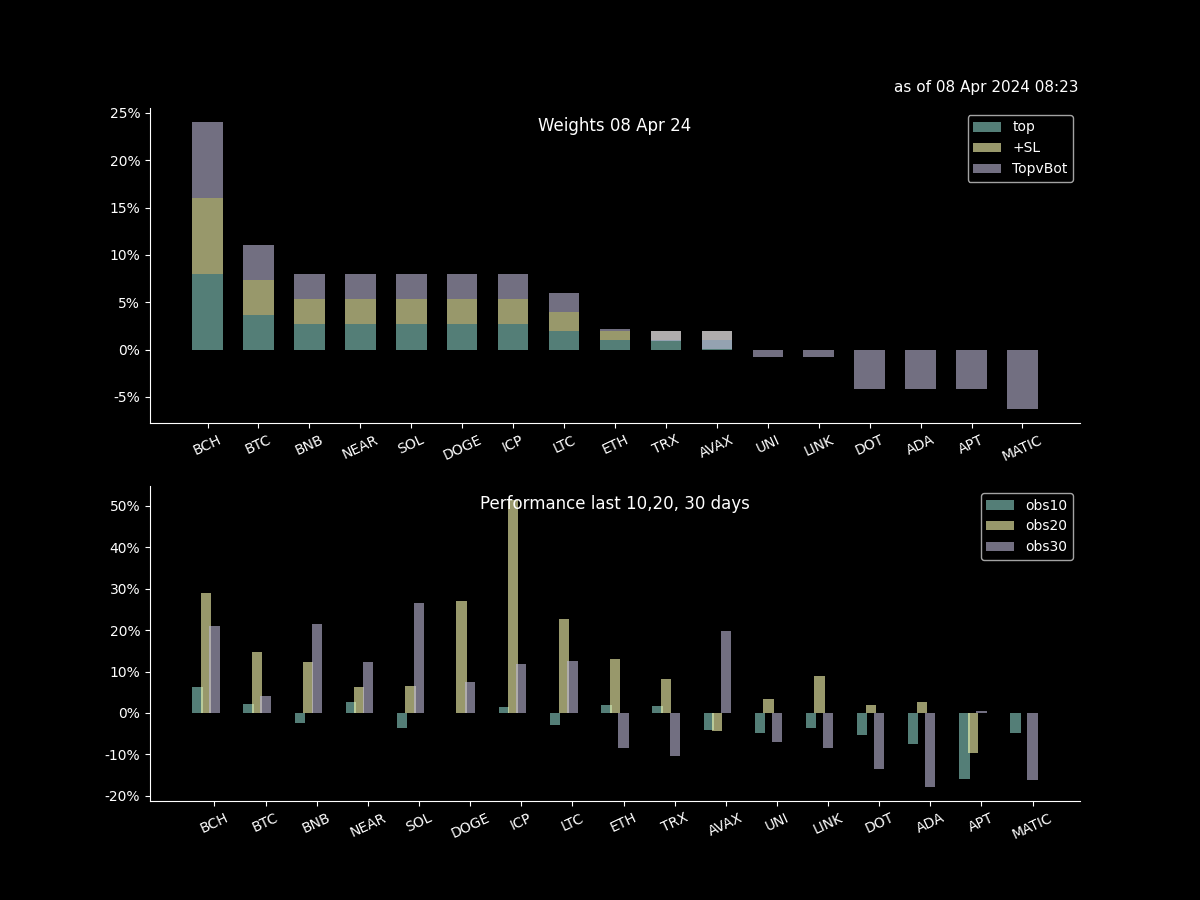 as of 08 Apr 2024 08:23
Weights 08 Apr 24
top
+SL
TopvBot
25%
20%
15%
10%
5%
0%
-5%
BCH BTC BNB NEAR SOL DOGE ICP LTC ETH TRX AVAX UNI LINK DOT ADA APT MATIC
Performance last 10,20, 30 days
obs10
obs20
obs30
50%
40%
30%
20%
10%
0%
-10%
-20%
BCH BTC BNB NEAR SOL DOGE ICP LTC ETH TRX AVAX UNI LINK DOT ADA APT MATIC